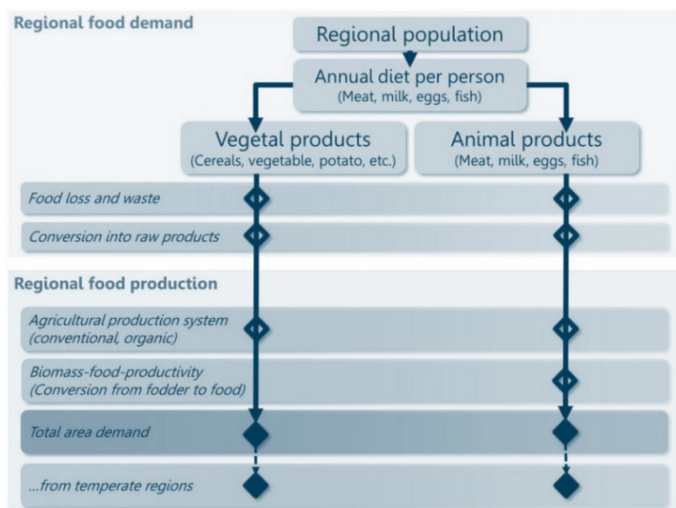 Regional food demand
Regional population
Annual diet per person
(Meat, milk, eggs, fish)
Vegetal products
(Cereals, vegetable, potato, etc.)
Animal products
(Meat, milk, eggs, fish)
Food loss and waste
Conversion into raw products
Regional food production
Agricultural production system
(conventional, organic)
Biomass-food-productivity
(Conversion from fodder to food)
Total area demand
...from temperate regions